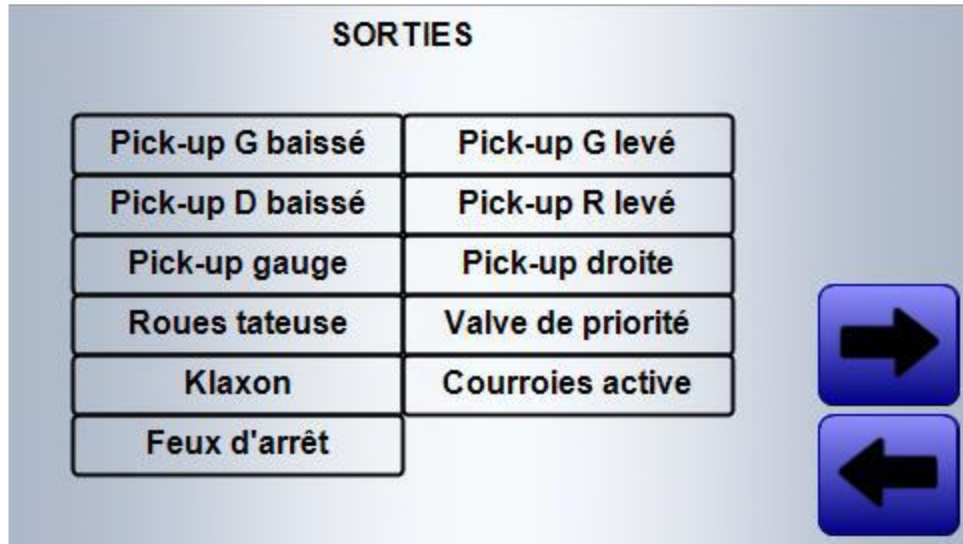 SORTIES
Pick-up G baissé Pick-up G levé
Pick-up D baissé Pick-up R levé
Pick-up gauge Pick-up droite
Roues tateuse Valve de priorité
Klaxon Courroies active
Feux d'arrêt